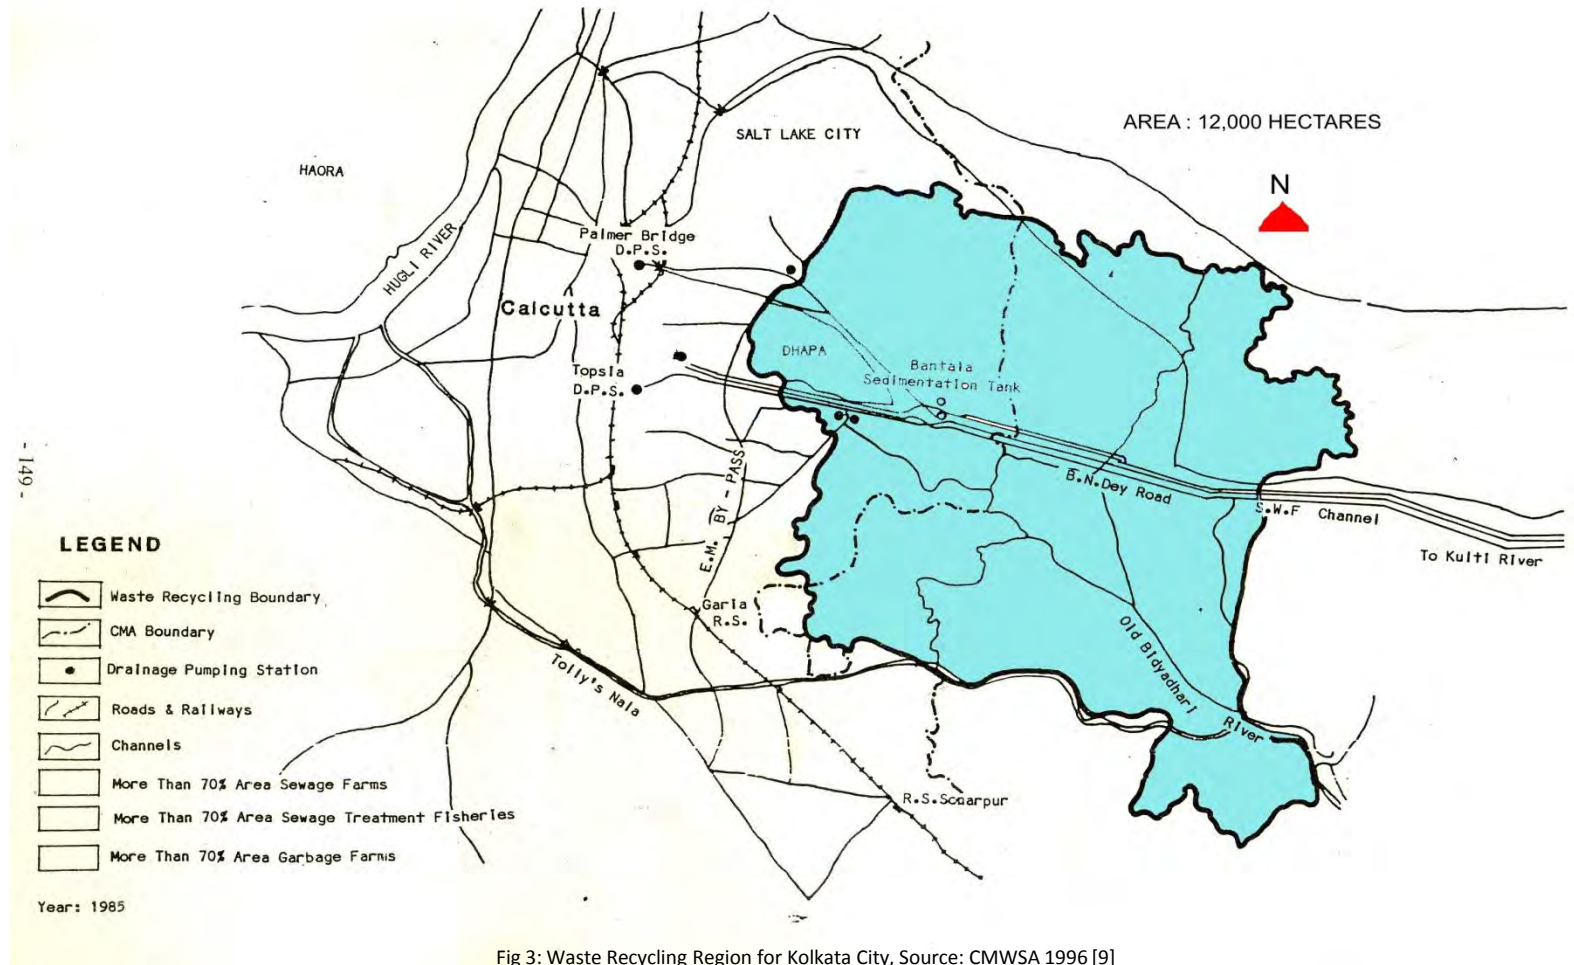 AREA : 12,000 HECTARES
SALT LAKE CITY
HAORA
N
HUGLI RIVER
Palmer Bridge
D.P.S.
Calcutta
Topsia
D.P.S.
DHAPA
Bantala
Sedimentation Tank
E.M. BY - PASS
B.N.Dey Road
S.W.F Channel
To Kulti River
Garia
R.S.
Tolly's Nala
Old Bidyadhari River
R.S.Sonarpur
-149-
LEGEND
Waste Recycling Boundary
CMA Boundary
Drainage Pumping Station
Roads & Railways
Channels
More Than 70% Area Sewage Farms
More Than 70% Area Sewage Treatment Fisheries
More Than 70% Area Garbage Farms
Year: 1985
Fig 3: Waste Recycling Region for Kolkata City, Source: CMWSA 1996 [9]